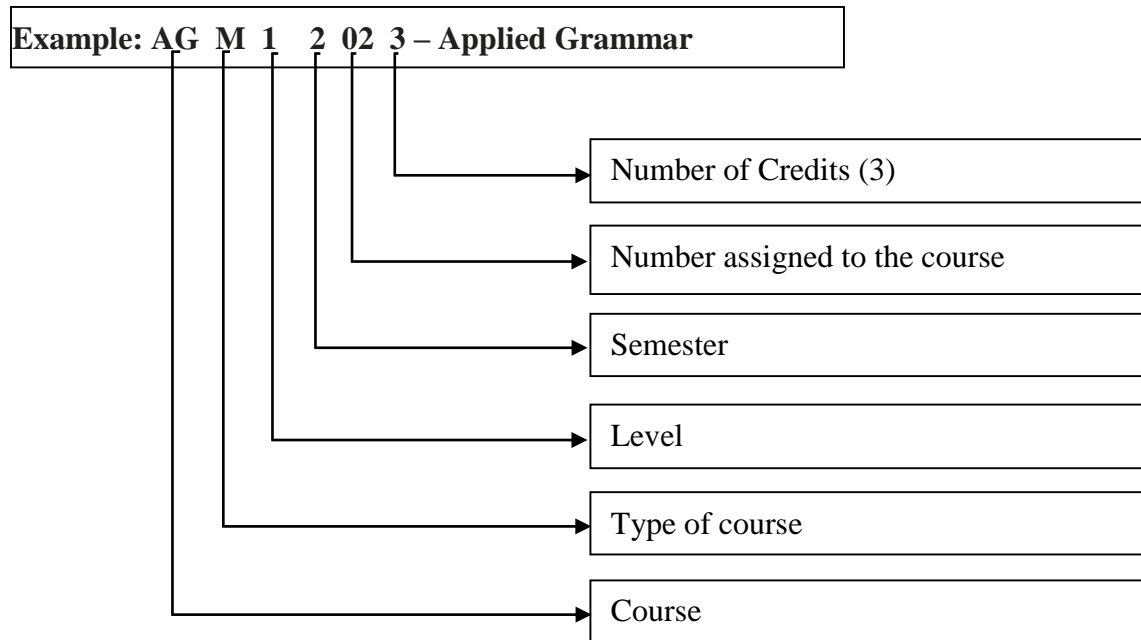 Example: AG M 1 2 02 3 – Applied Grammar
Number of Credits (3)
Number assigned to the course
Semester
Level
Type of course
Course